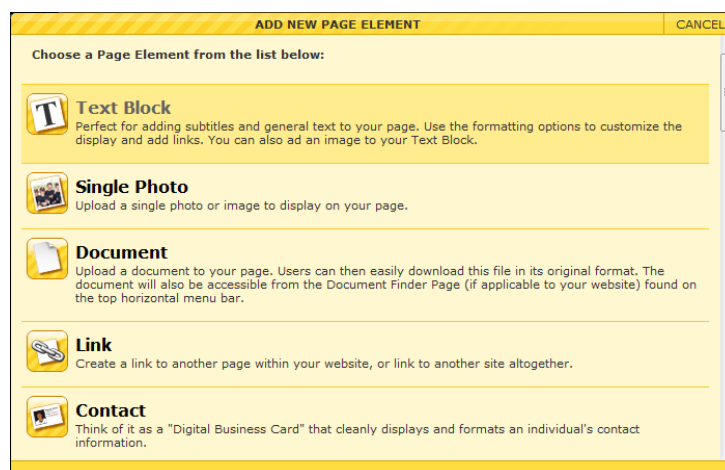 ADD NEW PAGE ELEMENT
CANCEL
Choose a Page Element from the list below:
T
Text Block
Perfect for adding subtitles and general text to your page. Use the formatting options to customize the
display and add links. You can also ad an image to your Text Block.
Single Photo
Upload a single photo or image to display on your page.
Document
Upload a document to your page. Users can then easily download this file in its original format. The
document will also be accessible from the Document Finder Page (if applicable to your website) found on
the top horizontal menu bar.
Link
Create a link to another page within your website, or link to another site altogether.
Contact
Think of it as a "Digital Business Card" that cleanly displays and formats an individual's contact
information.